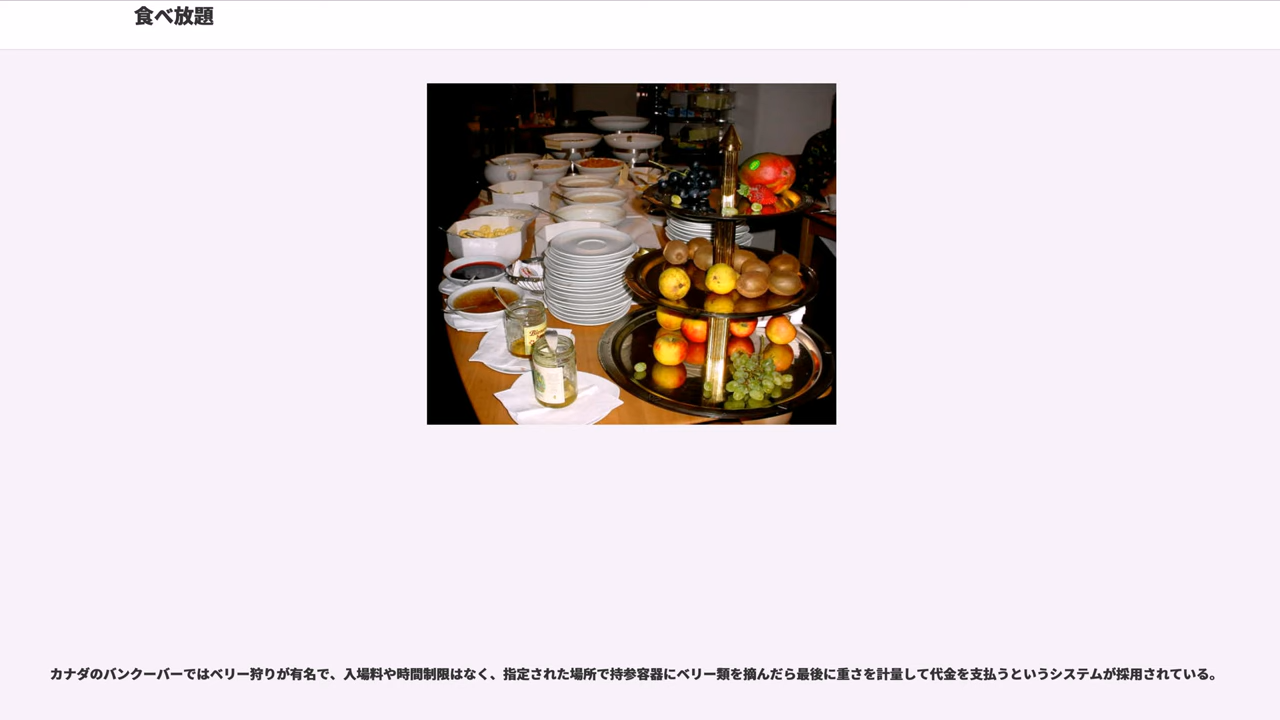 食べ放題
カナダのバンクーバーではベリー狩りが有名で、入場料や時間制限はなく、指定された場所で持参容器にベリー類を摘んだら最後に重さを計量して代金を支払うというシステムが採用されている。